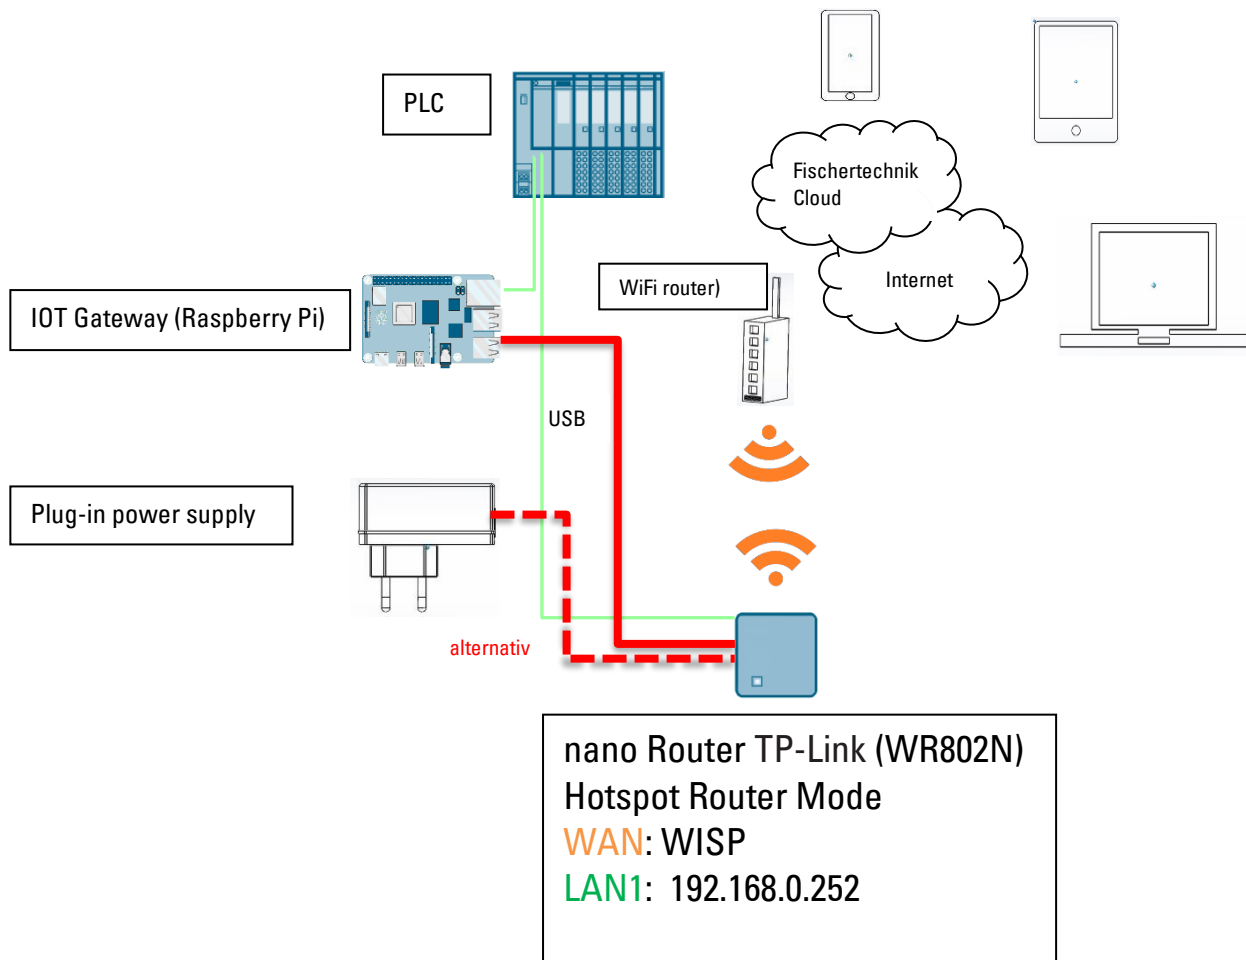 PLC
Fischertechnik
Cloud
Internet
WiFi router)
IOT Gateway (Raspberry Pi)
USB
Plug-in power supply
alternativ
nano Router TP-Link (WR802N)
Hotspot Router Mode
WAN: WISP
LAN1: 192.168.0.252